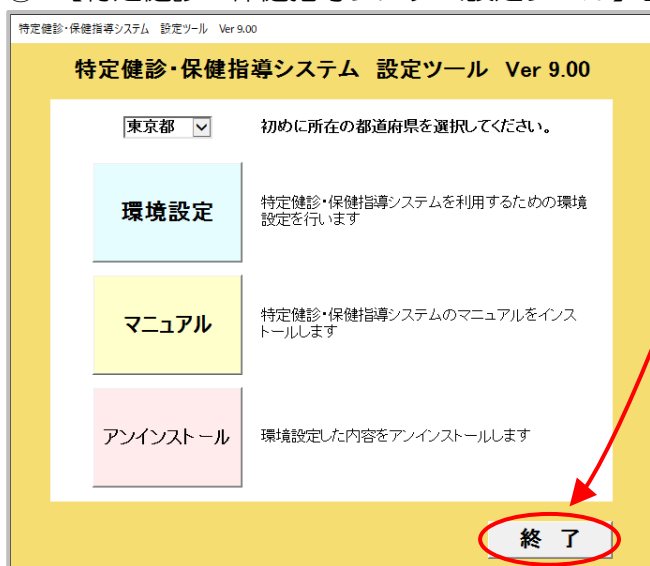 特定健診・保健指導システム 設定ツール Ver 9.00
特定健診・保健指導システム 設定ツール Ver 9.00
東京都
初めに所在の都道府県を選択してください。
環境設定
特定健診・保健指導システムを利用するための環境
設定を行います
マニュアル
特定健診・保健指導システムのマニュアルをインス
トールします
アンインストール
環境設定した内容をアンインストールします
終 了